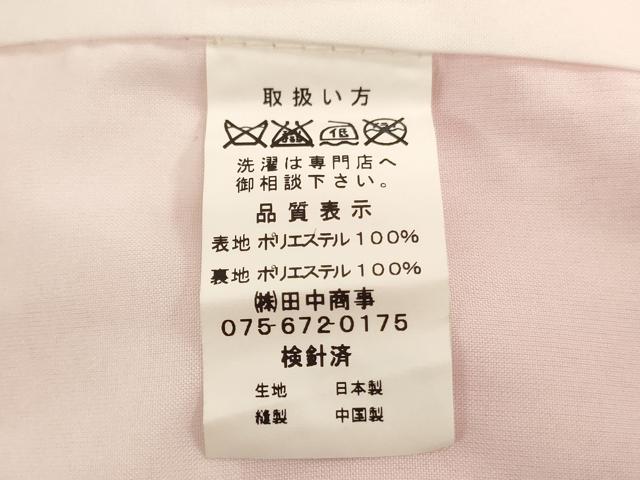 取扱い方
低
洗濯は専門店へ
御相談下さい。
品質表示
表地 ポリエステル100%
裏地 ポリエステル100%
㈱田中商事
075-672-0175
検針済
生地 日本製
縫製 中国製